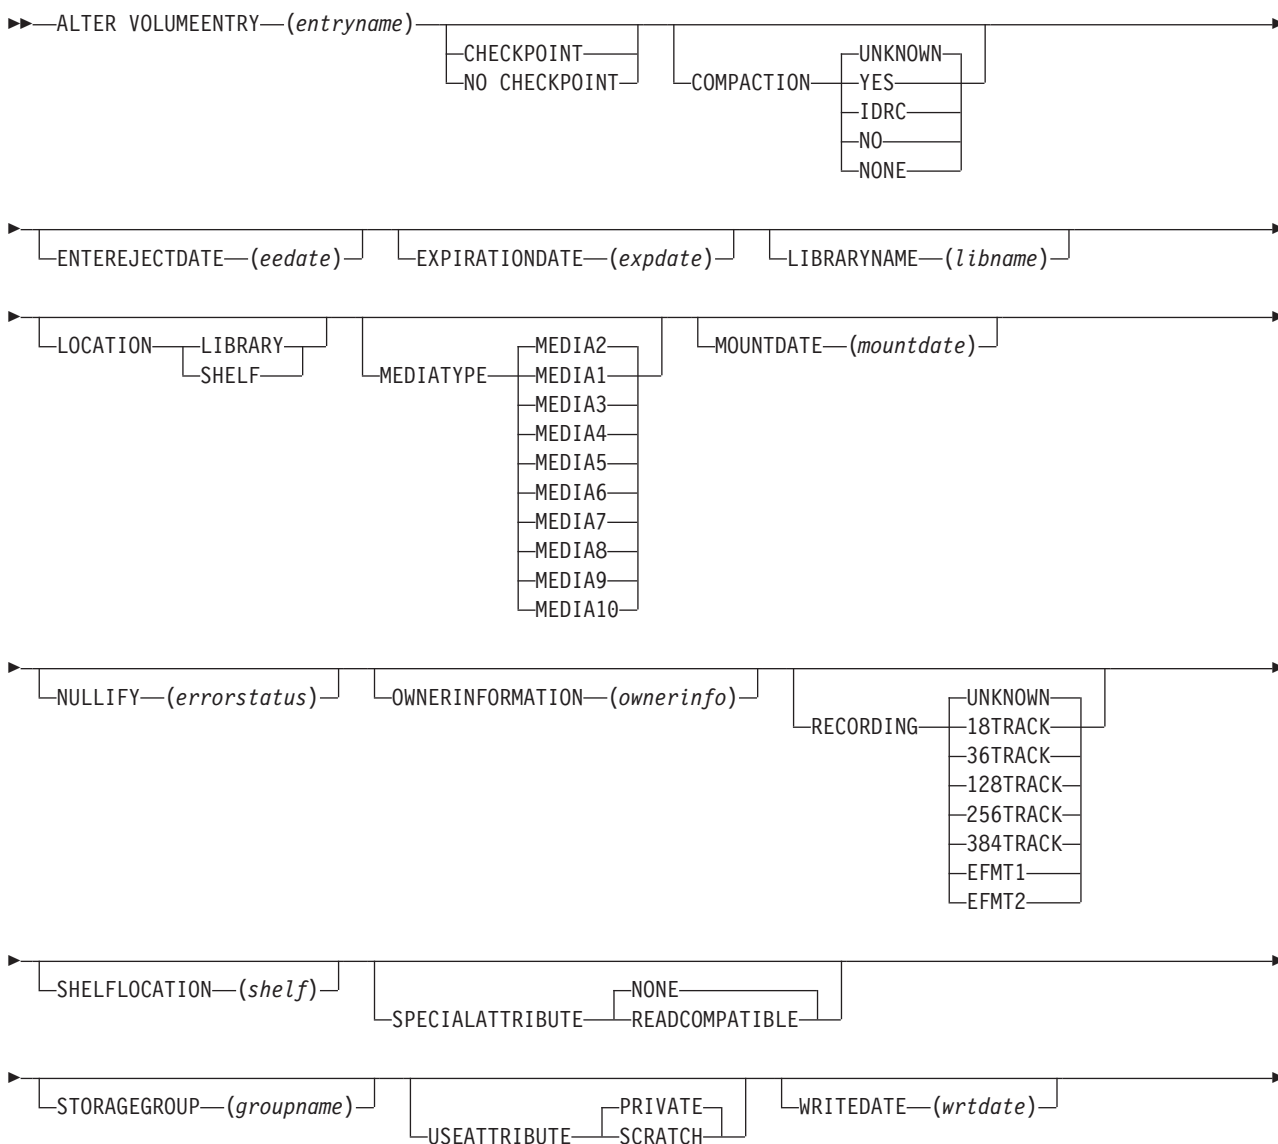 ALTER VOLUMEENTRY (entryname)
CHECKPOINT
NO CHECKPOINT
COMPACTION
UNKNOWN
YES
IDRC
NO
NONE
ENTEREJECTDATE (eedate)
EXPIRATIONDATE (expdate)
LIBRARYNAME (libname)
LOCATION
LIBRARY
SHELF
MEDIATYPE
MEDIA2
MEDIA1
MEDIA3
MEDIA4
MEDIA5
MEDIA6
MEDIA7
MEDIA8
MEDIA9
MEDIA10
MOUNTDATE (mountdate)
NULLIFY (errorstatus)
OWNERINFORMATION (ownerinfo)
RECORDING
UNKNOWN
18TRACK
36TRACK
128TRACK
256TRACK
384TRACK
EFMT1
EFMT2
SHELFLOCATION (shelf)
SPECIALATTRIBUTE
NONE
READCOMPATIBLE
STORAGEGROUP (groupname)
USEATTRIBUTE
PRIVATE
SCRATCH
WRITEDATE (wrtdate)